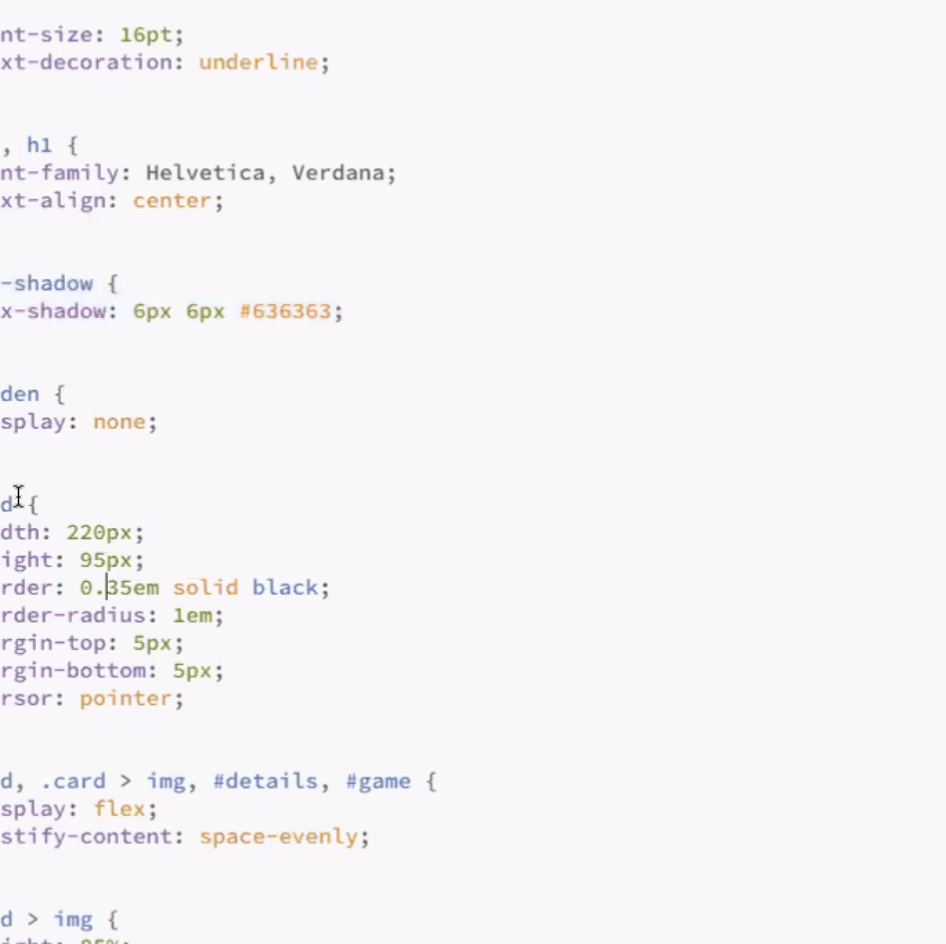 nt-size: 16pt;
xt-decoration: underline;
, h1 {
nt-family: Helvetica, Verdana;
xt-align: center;
-shadow {
x-shadow: 6px 6px #636363;
den {
splay: none;
d {
dth: 220px;
ight: 95px;
rder: 0.35em solid black;
rder-radius: 1em;
rgin-top: 5px;
rgin-bottom: 5px;
rsor: pointer;
d, .card > img, #details, #game {
splay: flex;
stify-content: space-evenly;
d > img {